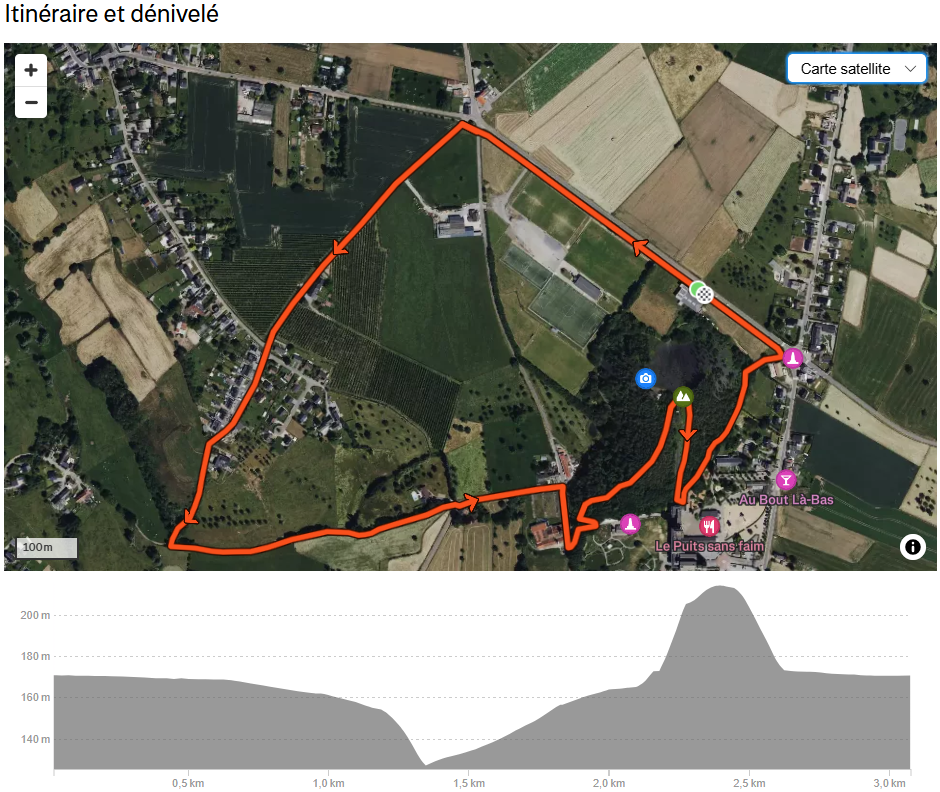 Itinéraire et dénivelé
+
Carte satellite
−
Au Bout Là-Bas
100m
Le Puits sans faim
200 m
180 m
160 m
140 m
0,5 km
1,0 km
1,5 km
2,0 km
2,5 km
3,0 km